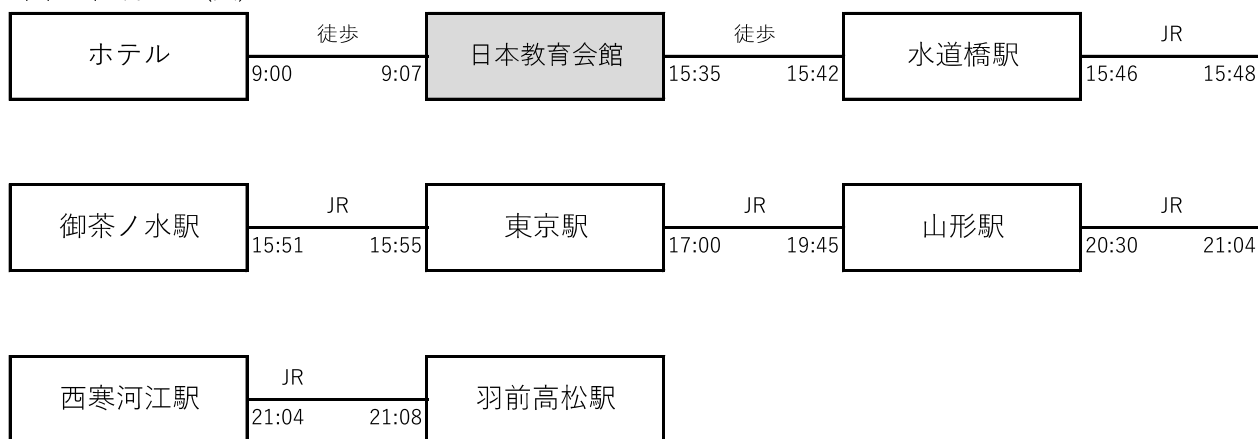 徒歩 徒歩 JR
ホテル 日本教育会館 水道橋駅
9:00 9:07 15:35 15:42 15:46 15:48
JR JR JR
御茶ノ水駅 東京駅 山形駅
15:51 15:55 17:00 19:45 20:30 21:04
JR
西寒河江駅 羽前高松駅
21:04 21:08